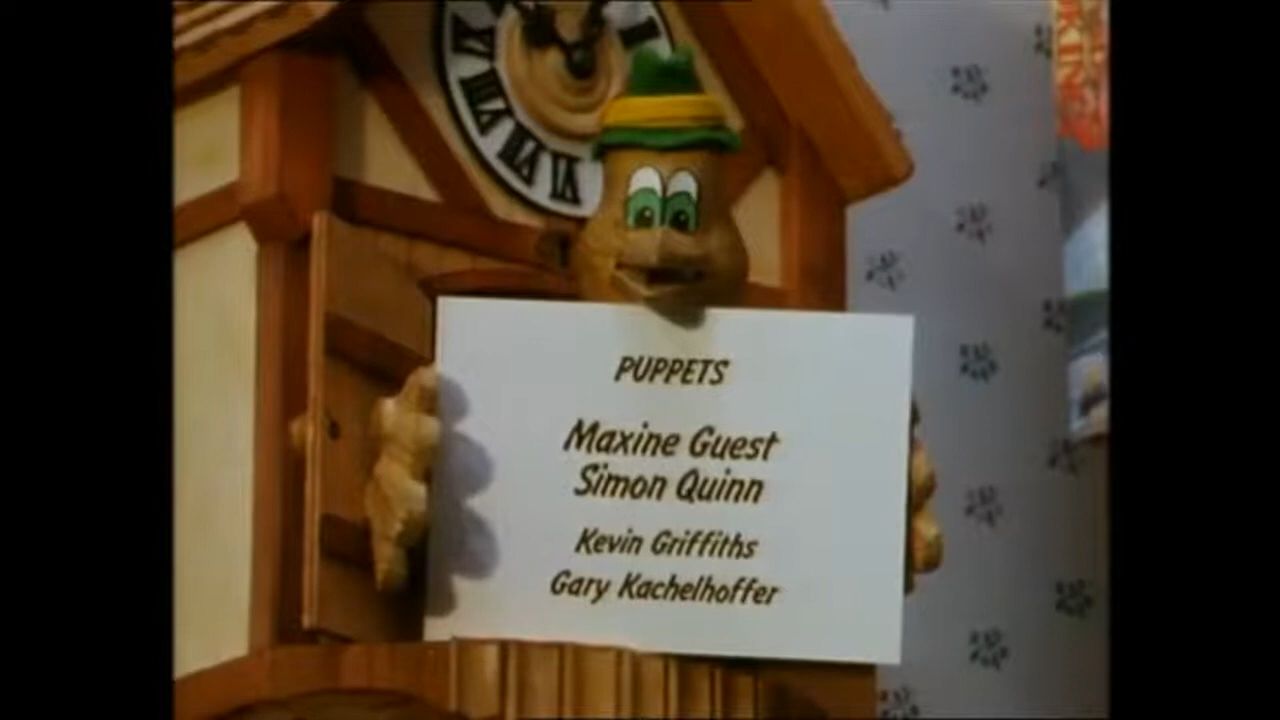 PUPPETS
Maxine Guest
Simon Quinn
Kevin Griffiths
Gary Kachelhoffer